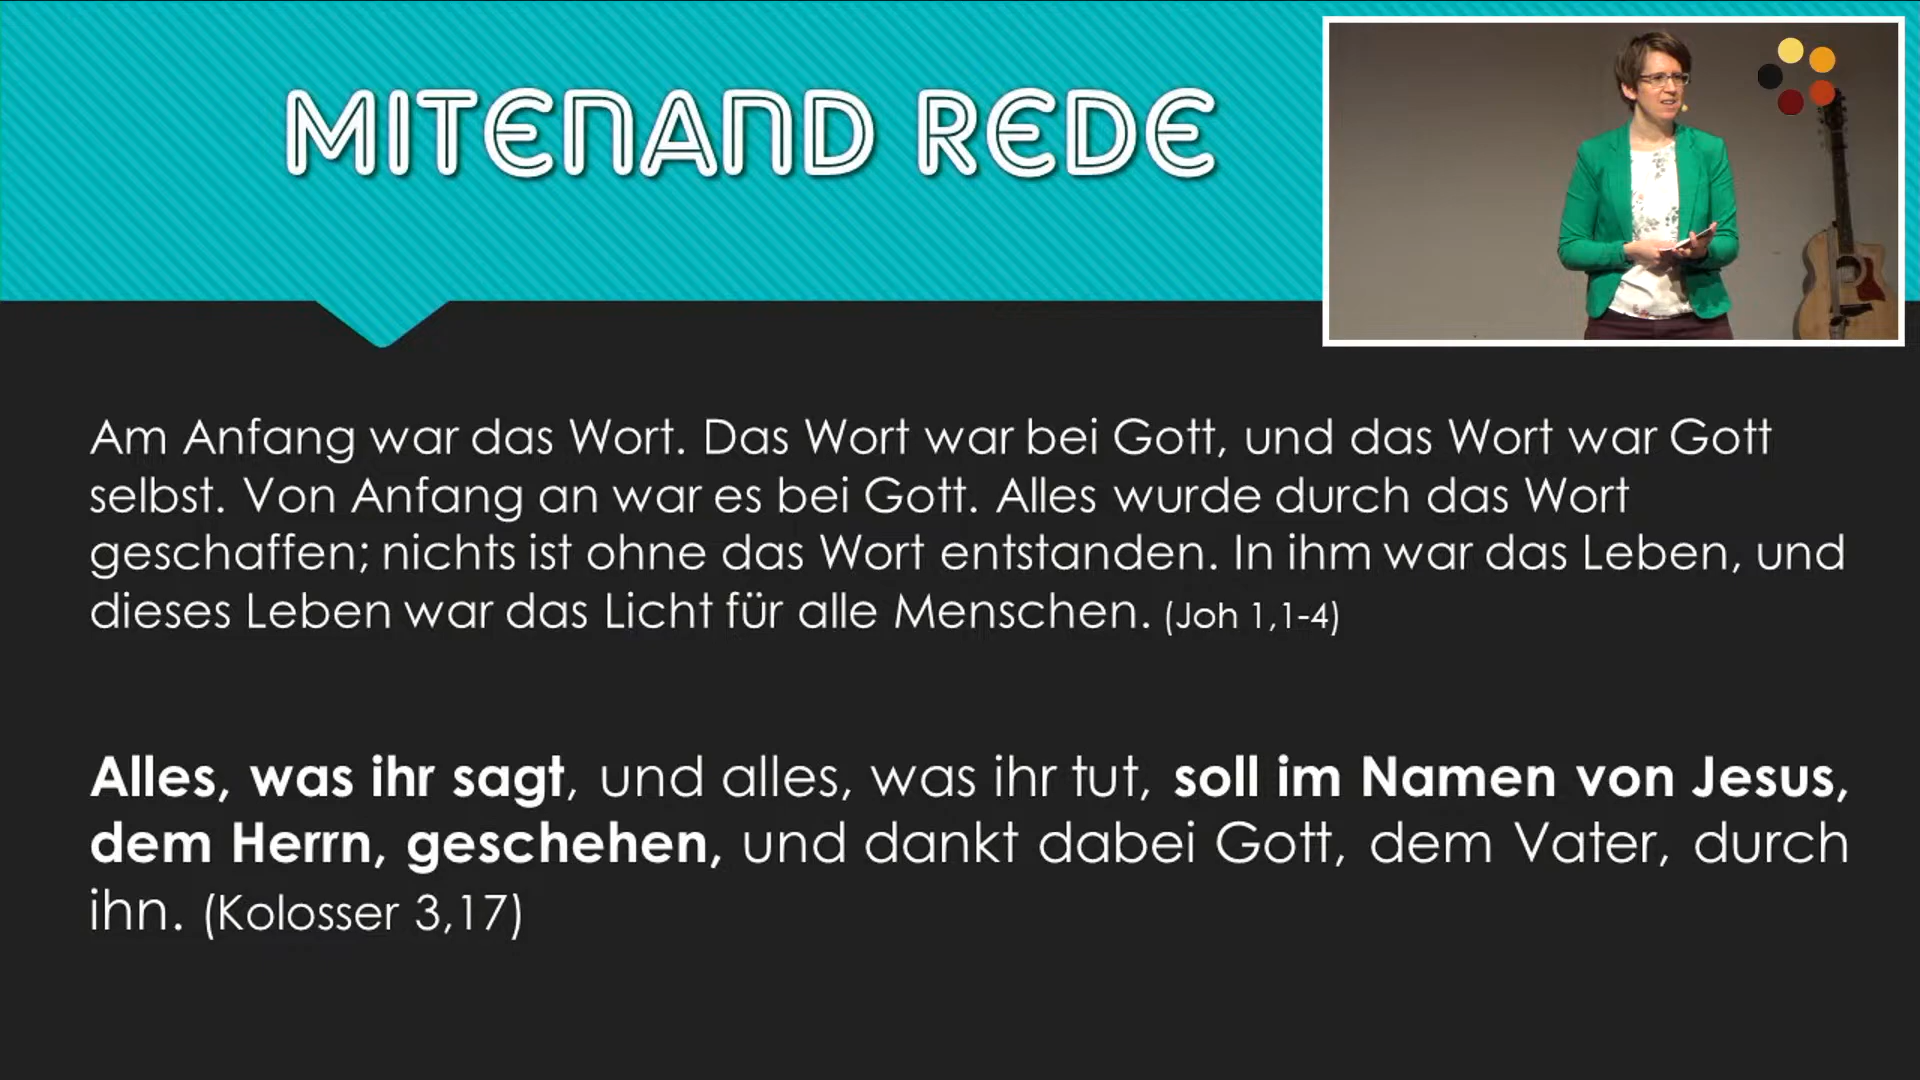 MITENAND REDE
Am Anfang war das Wort. Das Wort war bei Gott, und das Wort war Gott
selbst. Von Anfang an war es bei Gott. Alles wurde durch das Wort
geschaffen; nichts ist ohne das Wort entstanden. In ihm war das Leben, und
dieses Leben war das Licht für alle Menschen. (Joh 1,1-4)
Alles, was ihr sagt, und alles, was ihr tut, soll im Namen von Jesus,
dem Herrn, geschehen, und dankt dabei Gott, dem Vater, durch
ihn. (Kolosser 3,17)